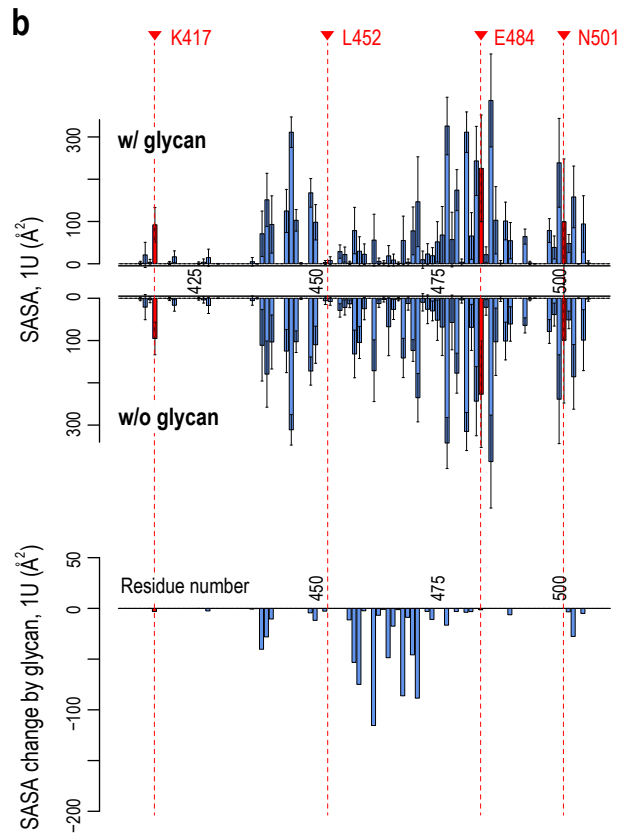 b
K417 L452 E484 N501
w/ glycan
SASA, 1U (Å²)
300
100
0
425 450 475 500
0
100
300
w/o glycan
SASA change by glycan, 1U (Å²)
50
0
−100
−200
Residue number 450 475 500